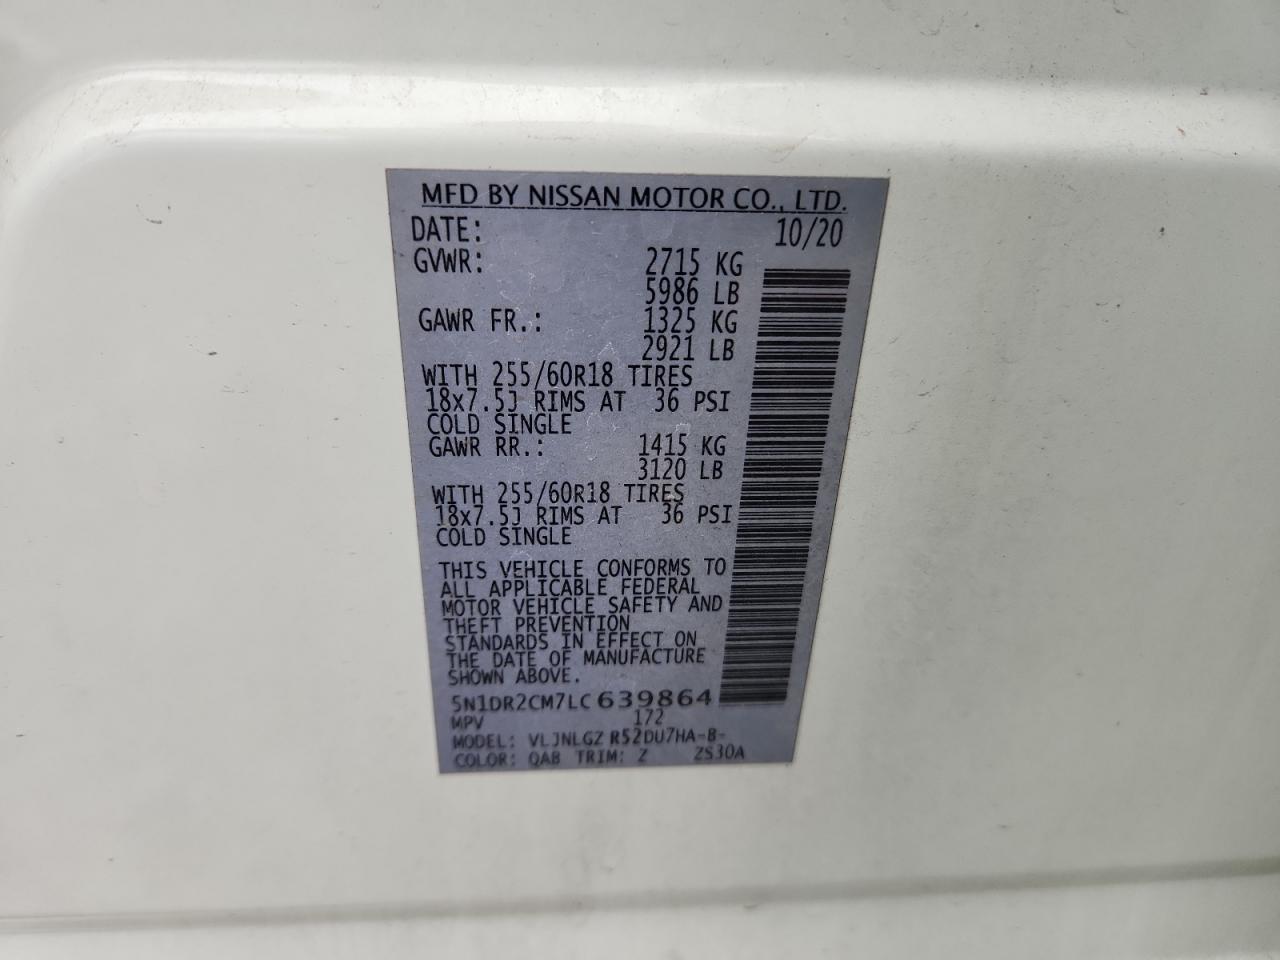 MFD BY NISSAN MOTOR CO., LTD.
DATE: 10/20
GVWR: 2715 KG
5986 LB
GAWR FR.: 1325 KG
2921 LB
WITH 255/60R18 TIRES
18x7.5J RIMS AT 36 PSI
COLD SINGLE
GAWR RR.: 1415 KG
3120 LB
WITH 255/60R18 TIRES
18x7.5J RIMS AT 36 PSI
COLD SINGLE
THIS VEHICLE CONFORMS TO
ALL APPLICABLE FEDERAL
MOTOR VEHICLE SAFETY AND
THEFT PREVENTION
STANDARDS IN EFFECT ON
THE DATE OF MANUFACTURE
SHOWN ABOVE.
5N1DR2CM7LC639864
MPV 172
MODEL: VLJNLGZ R52DU7HA-B-
COLOR: QAB TRIM: Z ZS30A